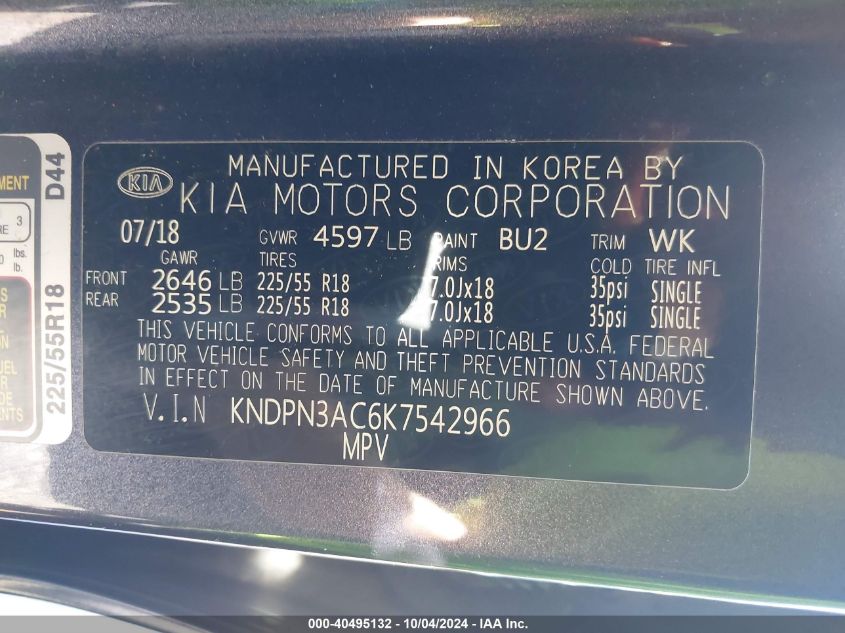 MANUFACTURED IN KOREA BY
KIA
KIA MOTORS CORPORATION
07/18 GVWR 4597 LB PAINT BU2 TRIM WK
GAWR TIRES RIMS COLD TIRE INFL
FRONT 2646 LB 225/55 R18 7.0Jx18 35psi SINGLE
REAR 2535 LB 225/55 R18 7.0Jx18 35psi SINGLE
THIS VEHICLE CONFORMS TO ALL APPLICABLE U.S.A. FEDERAL
MOTOR VEHICLE SAFETY AND THEFT PREVENTION STANDARDS
IN EFFECT ON THE DATE OF MANUFACTURE SHOWN ABOVE.
V.I.N KNDPN3AC6K7542966
MPV
D44
225/55R18
3
lbs.
lb.
000-40495132 - 10/04/2024 - IAA Inc.